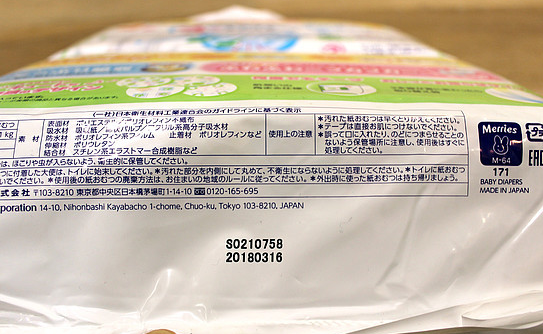 (一社)日本衛生材料工業連合会のガイドラインに基づく表示
素材
表面材 ポリエステル/ポリオレフィン不織布
吸水材 吸水紙/綿状パルプ/アクリル系高分子吸水材
防水材 ポリオレフィン系フィルム 止着材 ポリオレフィンなど
伸縮材 ポリウレタン
結合材 スチレン系エラストマー合成樹脂など
使用上の注意
*汚れた紙おむつは早くとりかえてください。
*テープは直接お肌につけないでください。
*誤って口に入れたり、のどにつまらせることのないよう保管場所に注意し、使用後はすぐに処理してください。
は、ほこりや虫が入らないよう、衛生的に保管してください。
つに付着した大便は、トイレに始末してください。*汚れた部分を内側にして丸めて、不衛生にならないように処理してください。*トイレに紙おむつ
でください。*使用後の紙おむつの廃棄方法は、お住まいの地域のルールに従ってください。*外出時に使った紙おむつは持ち帰りましょう。
式会社 〒103-8210 東京都中央区日本橋茅場町1-14-10 0120-165-695
rporation 14-10, Nihonbashi Kayabacho 1-chome, Chuo-ku, Tokyo 103-8210, JAPAN
Merries
M-64
171
BABY DIAPERS
MADE IN JAPAN
EAC
SO210758
20180316